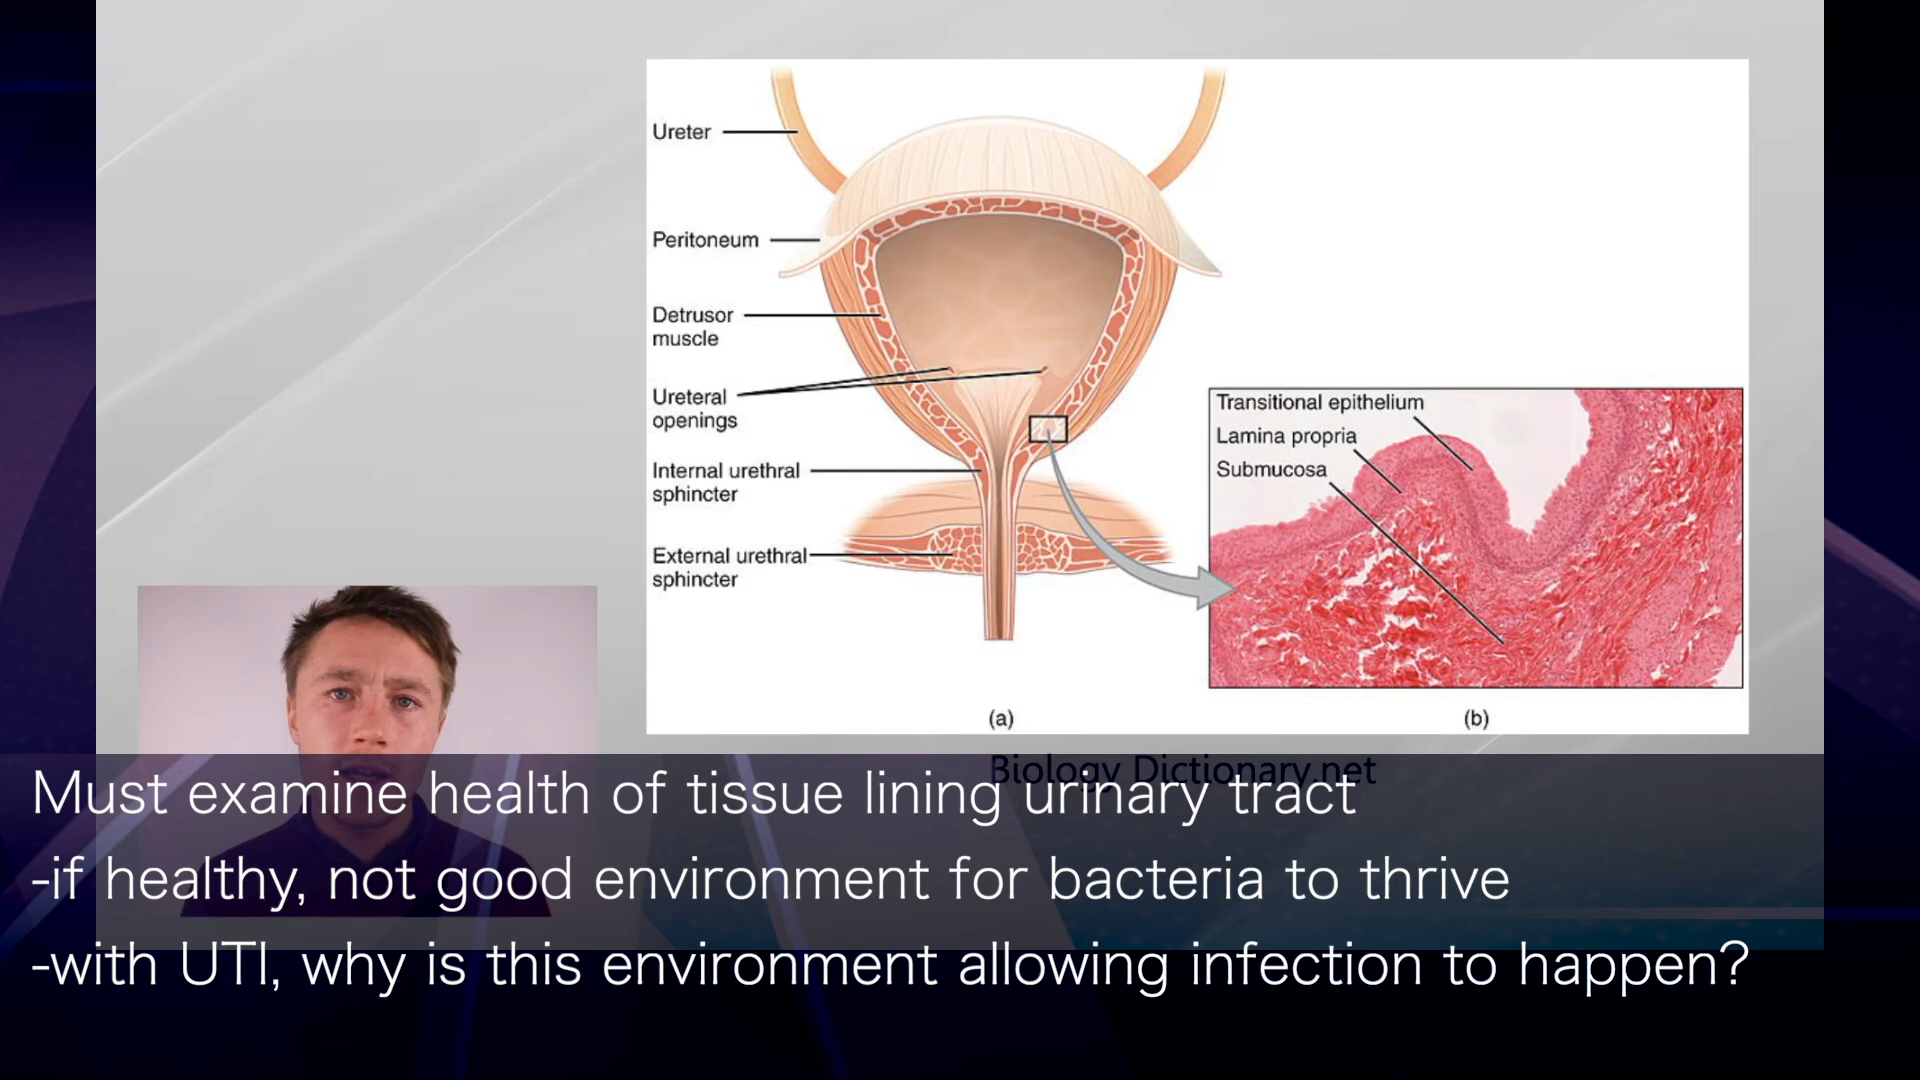 Ureter
Peritoneum
Detrusor
muscle
Ureteral
openings
Internal urethral
sphincter
External urethral
sphincter
Transitional epithelium
Lamina propria
Submucosa
(a)
(b)
Biology Dictionary.net
Must examine health of tissue lining urinary tract
-if healthy, not good environment for bacteria to thrive
-with UTI, why is this environment allowing infection to happen?